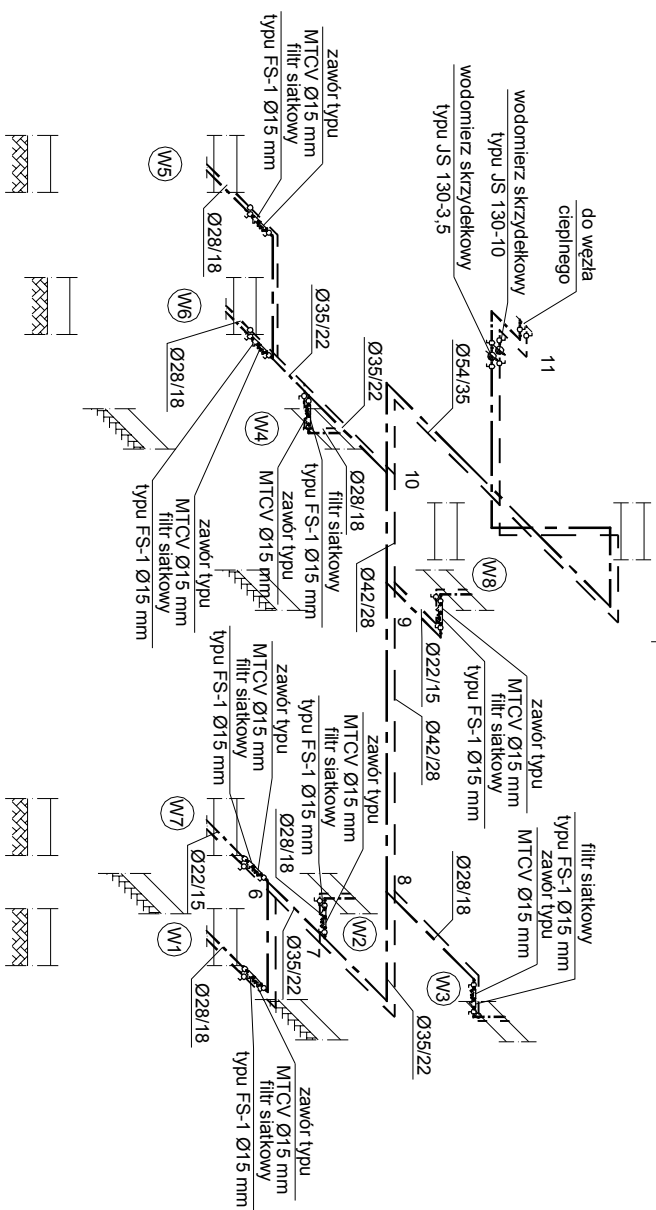 do węzła
cieplnego
wodomierz skrzydełkowy
typu JS 130-10
wodomierz skrzydełkowy
typu JS 130-3,5
11
Ø54/35
zawór typu
MTCV Ø15 mm
filtr siatkowy
typu FS-1 Ø15 mm
W5
Ø28/18
W6
Ø28/18
Ø35/22
Ø35/22
W4
10
Ø28/18
filtr siatkowy
typu FS-1 Ø15 mm
zawór typu
MTCV Ø15 mm
zawór typu
MTCV Ø15 mm
filtr siatkowy
typu FS-1 Ø15 mm
Ø42/28
W8
9
Ø22/15
zawór typu
MTCV Ø15 mm
filtr siatkowy
typu FS-1 Ø15 mm
Ø42/28
filtr siatkowy
typu FS-1 Ø15 mm
zawór typu
MTCV Ø15 mm
8
Ø28/18
W3
Ø35/22
zawór typu
MTCV Ø15 mm
filtr siatkowy
typu FS-1 Ø15 mm
Ø28/18
W2
7
zawór typu
MTCV Ø15 mm
filtr siatkowy
typu FS-1 Ø15 mm
W7
Ø22/15
6
Ø35/22
W1
Ø28/18
zawór typu
MTCV Ø15 mm
filtr siatkowy
typu FS-1 Ø15 mm